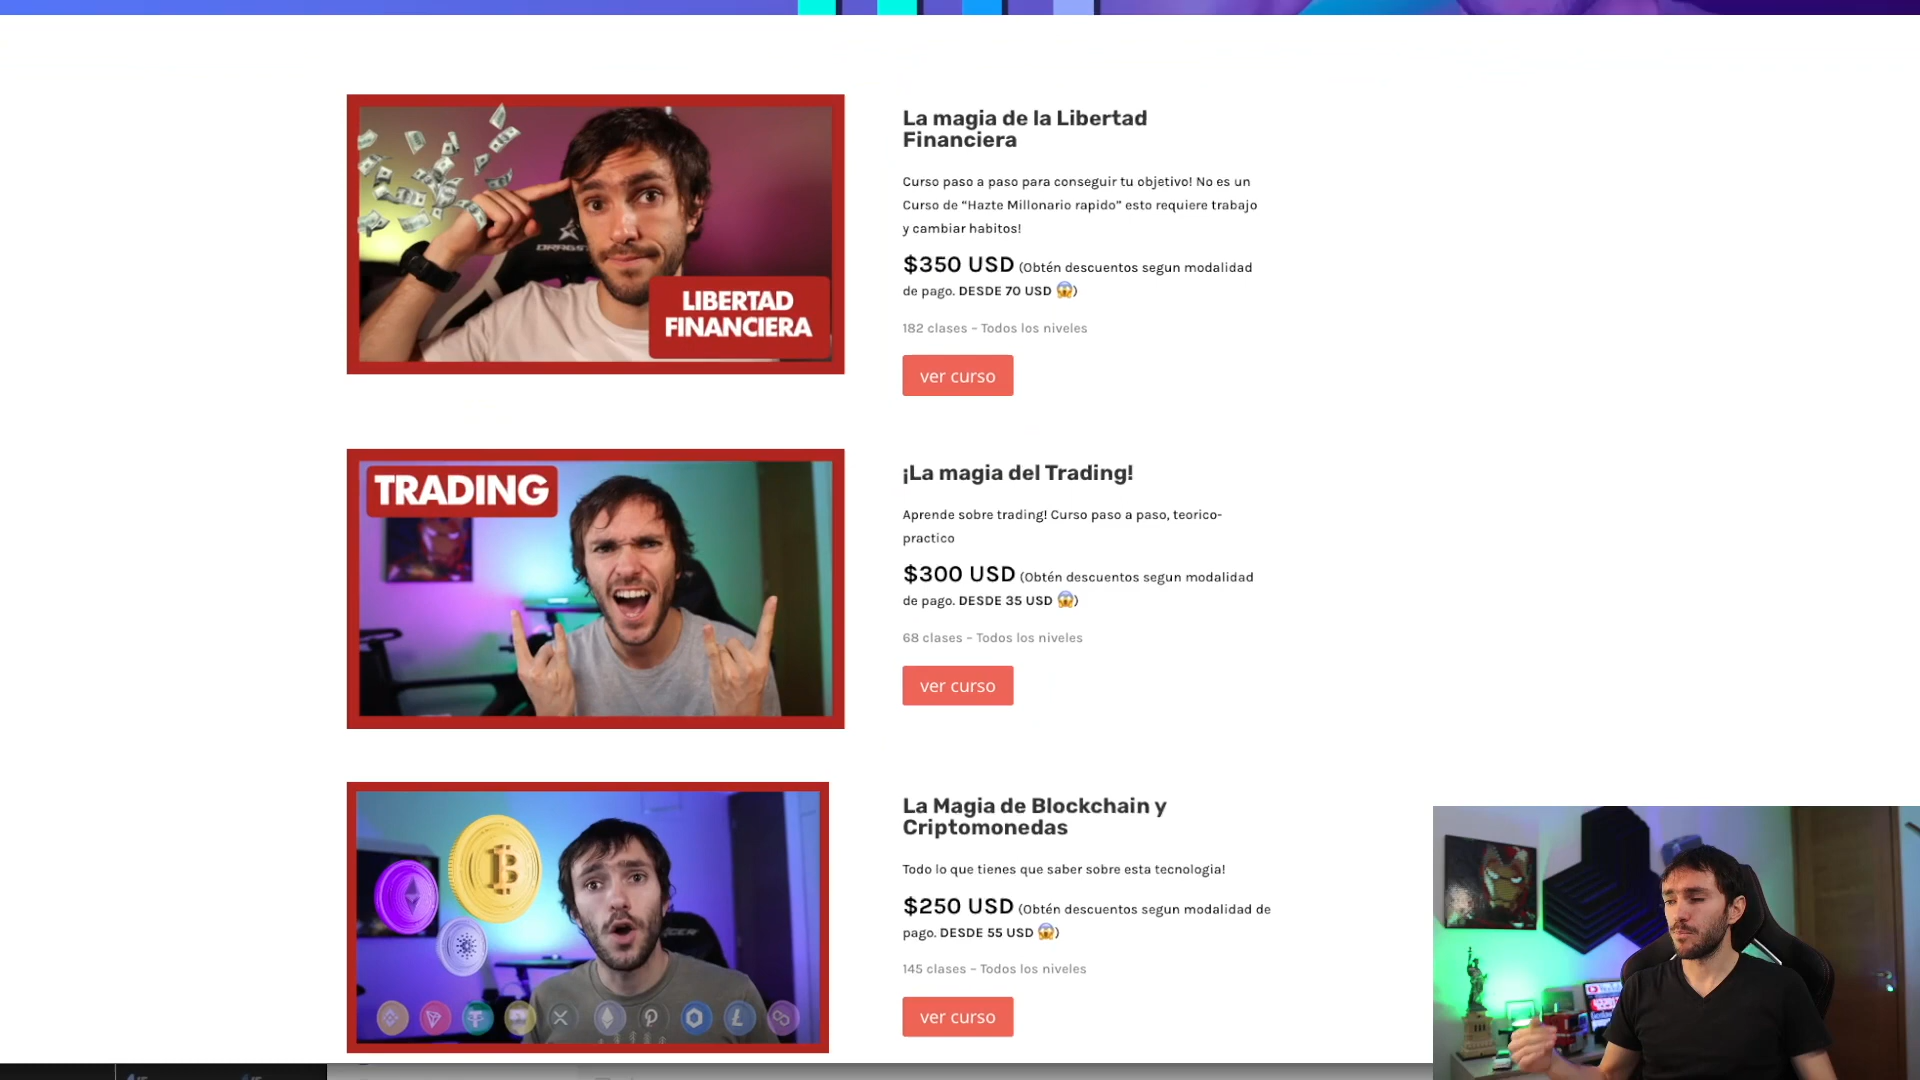 LIBERTAD
FINANCIERA
La magia de la Libertad
Financiera
Curso paso a paso para conseguir tu objetivo! No es un
Curso de “Hazte Millonario rapido” esto requiere trabajo
y cambiar habitos!
$350 USD (Obtén descuentos segun modalidad
de pago. DESDE 70 USD 😱)
182 clases – Todos los niveles
ver curso
TRADING
¡La magia del Trading!
Aprende sobre trading! Curso paso a paso, teorico-
practico
$300 USD (Obtén descuentos segun modalidad
de pago. DESDE 35 USD 😱)
68 clases – Todos los niveles
ver curso
La Magia de Blockchain y
Criptomonedas
Todo lo que tienes que saber sobre esta tecnologia!
$250 USD (Obtén descuentos segun modalidad de
pago. DESDE 55 USD 😱)
145 clases – Todos los niveles
ver curso